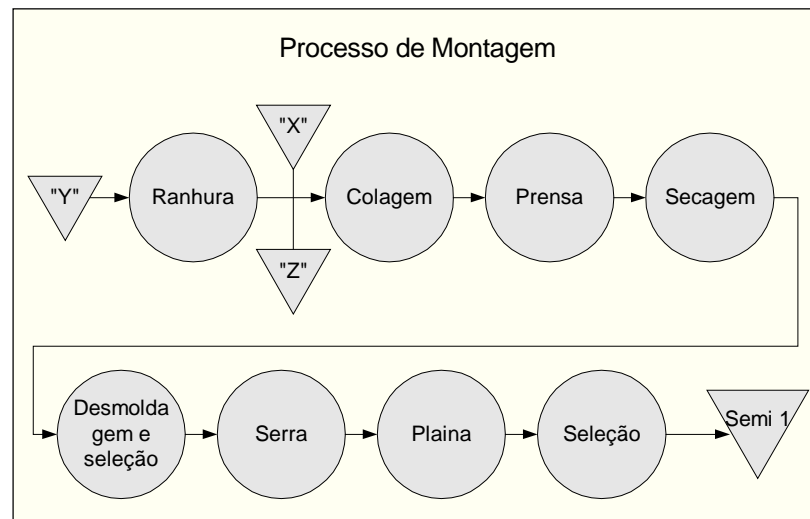 Processo de Montagem
"X"
"Y"
Ranhura
Colagem
Prensa
Secagem
"Z"
Desmolda
gem e
seleção
Serra
Plaina
Seleção
Semi 1